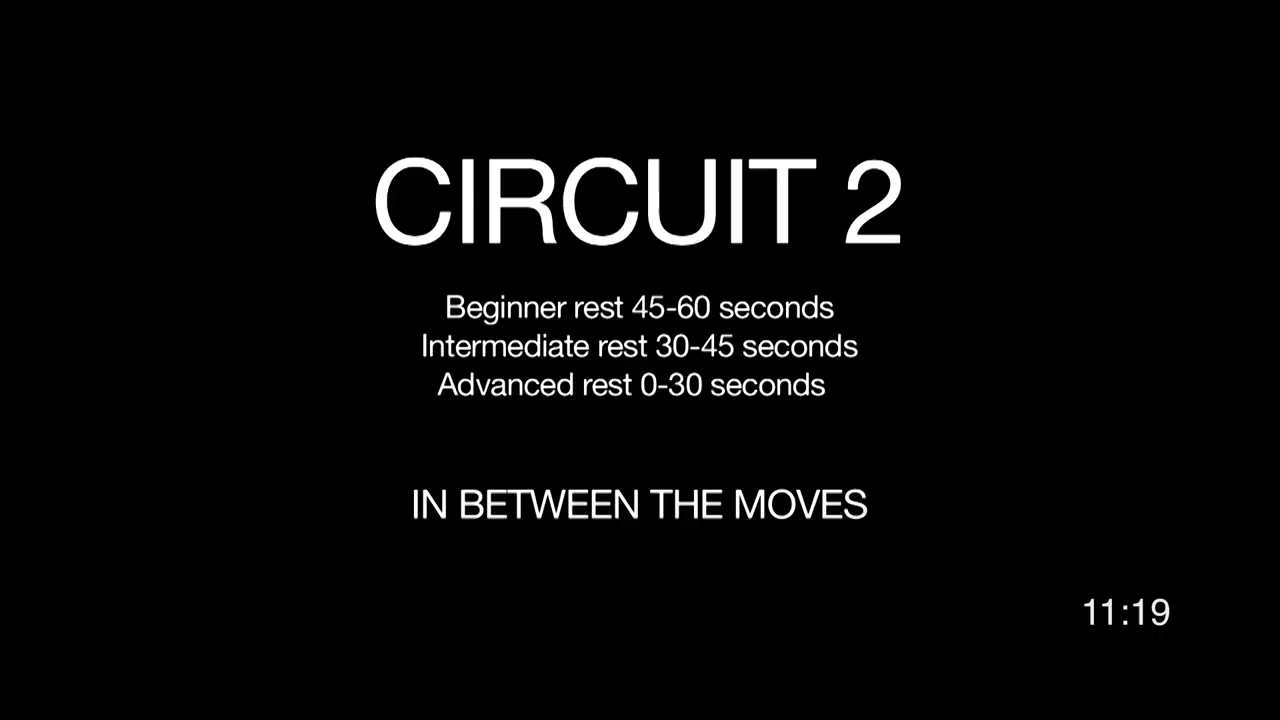 CIRCUIT 2
Beginner rest 45-60 seconds
Intermediate rest 30-45 seconds
Advanced rest 0-30 seconds
IN BETWEEN THE MOVES
11:19